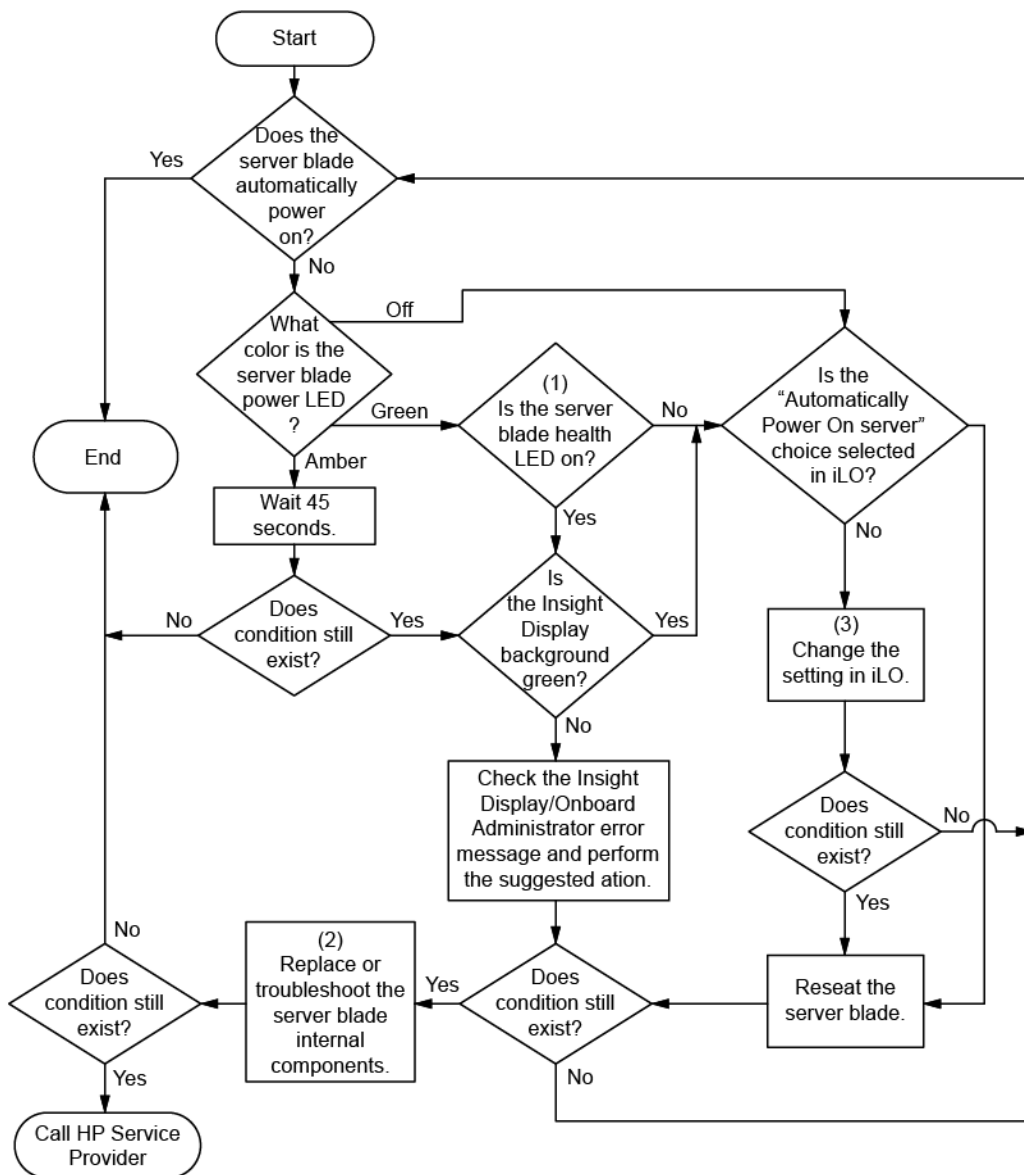 Start
Does the
server blade
automatically
power
on?
Yes
No
What
color is the
server blade
power LED
?
Off
Green
Amber
(1)
Is the server
blade health
LED on?
No
Yes
Is the
“Automatically
Power On server”
choice selected
in iLO?
No
End
Wait 45
seconds.
Does
condition still
exist?
No
Yes
Is
the Insight
Display
background
green?
Yes
No
(3)
Change the
setting in iLO.
Check the Insight
Display/Onboard
Administrator error
message and perform
the suggested ation.
Does
condition still
exist?
No
Yes
Reseat the
server blade.
Does
condition still
exist?
Yes
No
(2)
Replace or
troubleshoot the
server blade
internal
components.
No
Does
condition still
exist?
Yes
Call HP Service
Provider